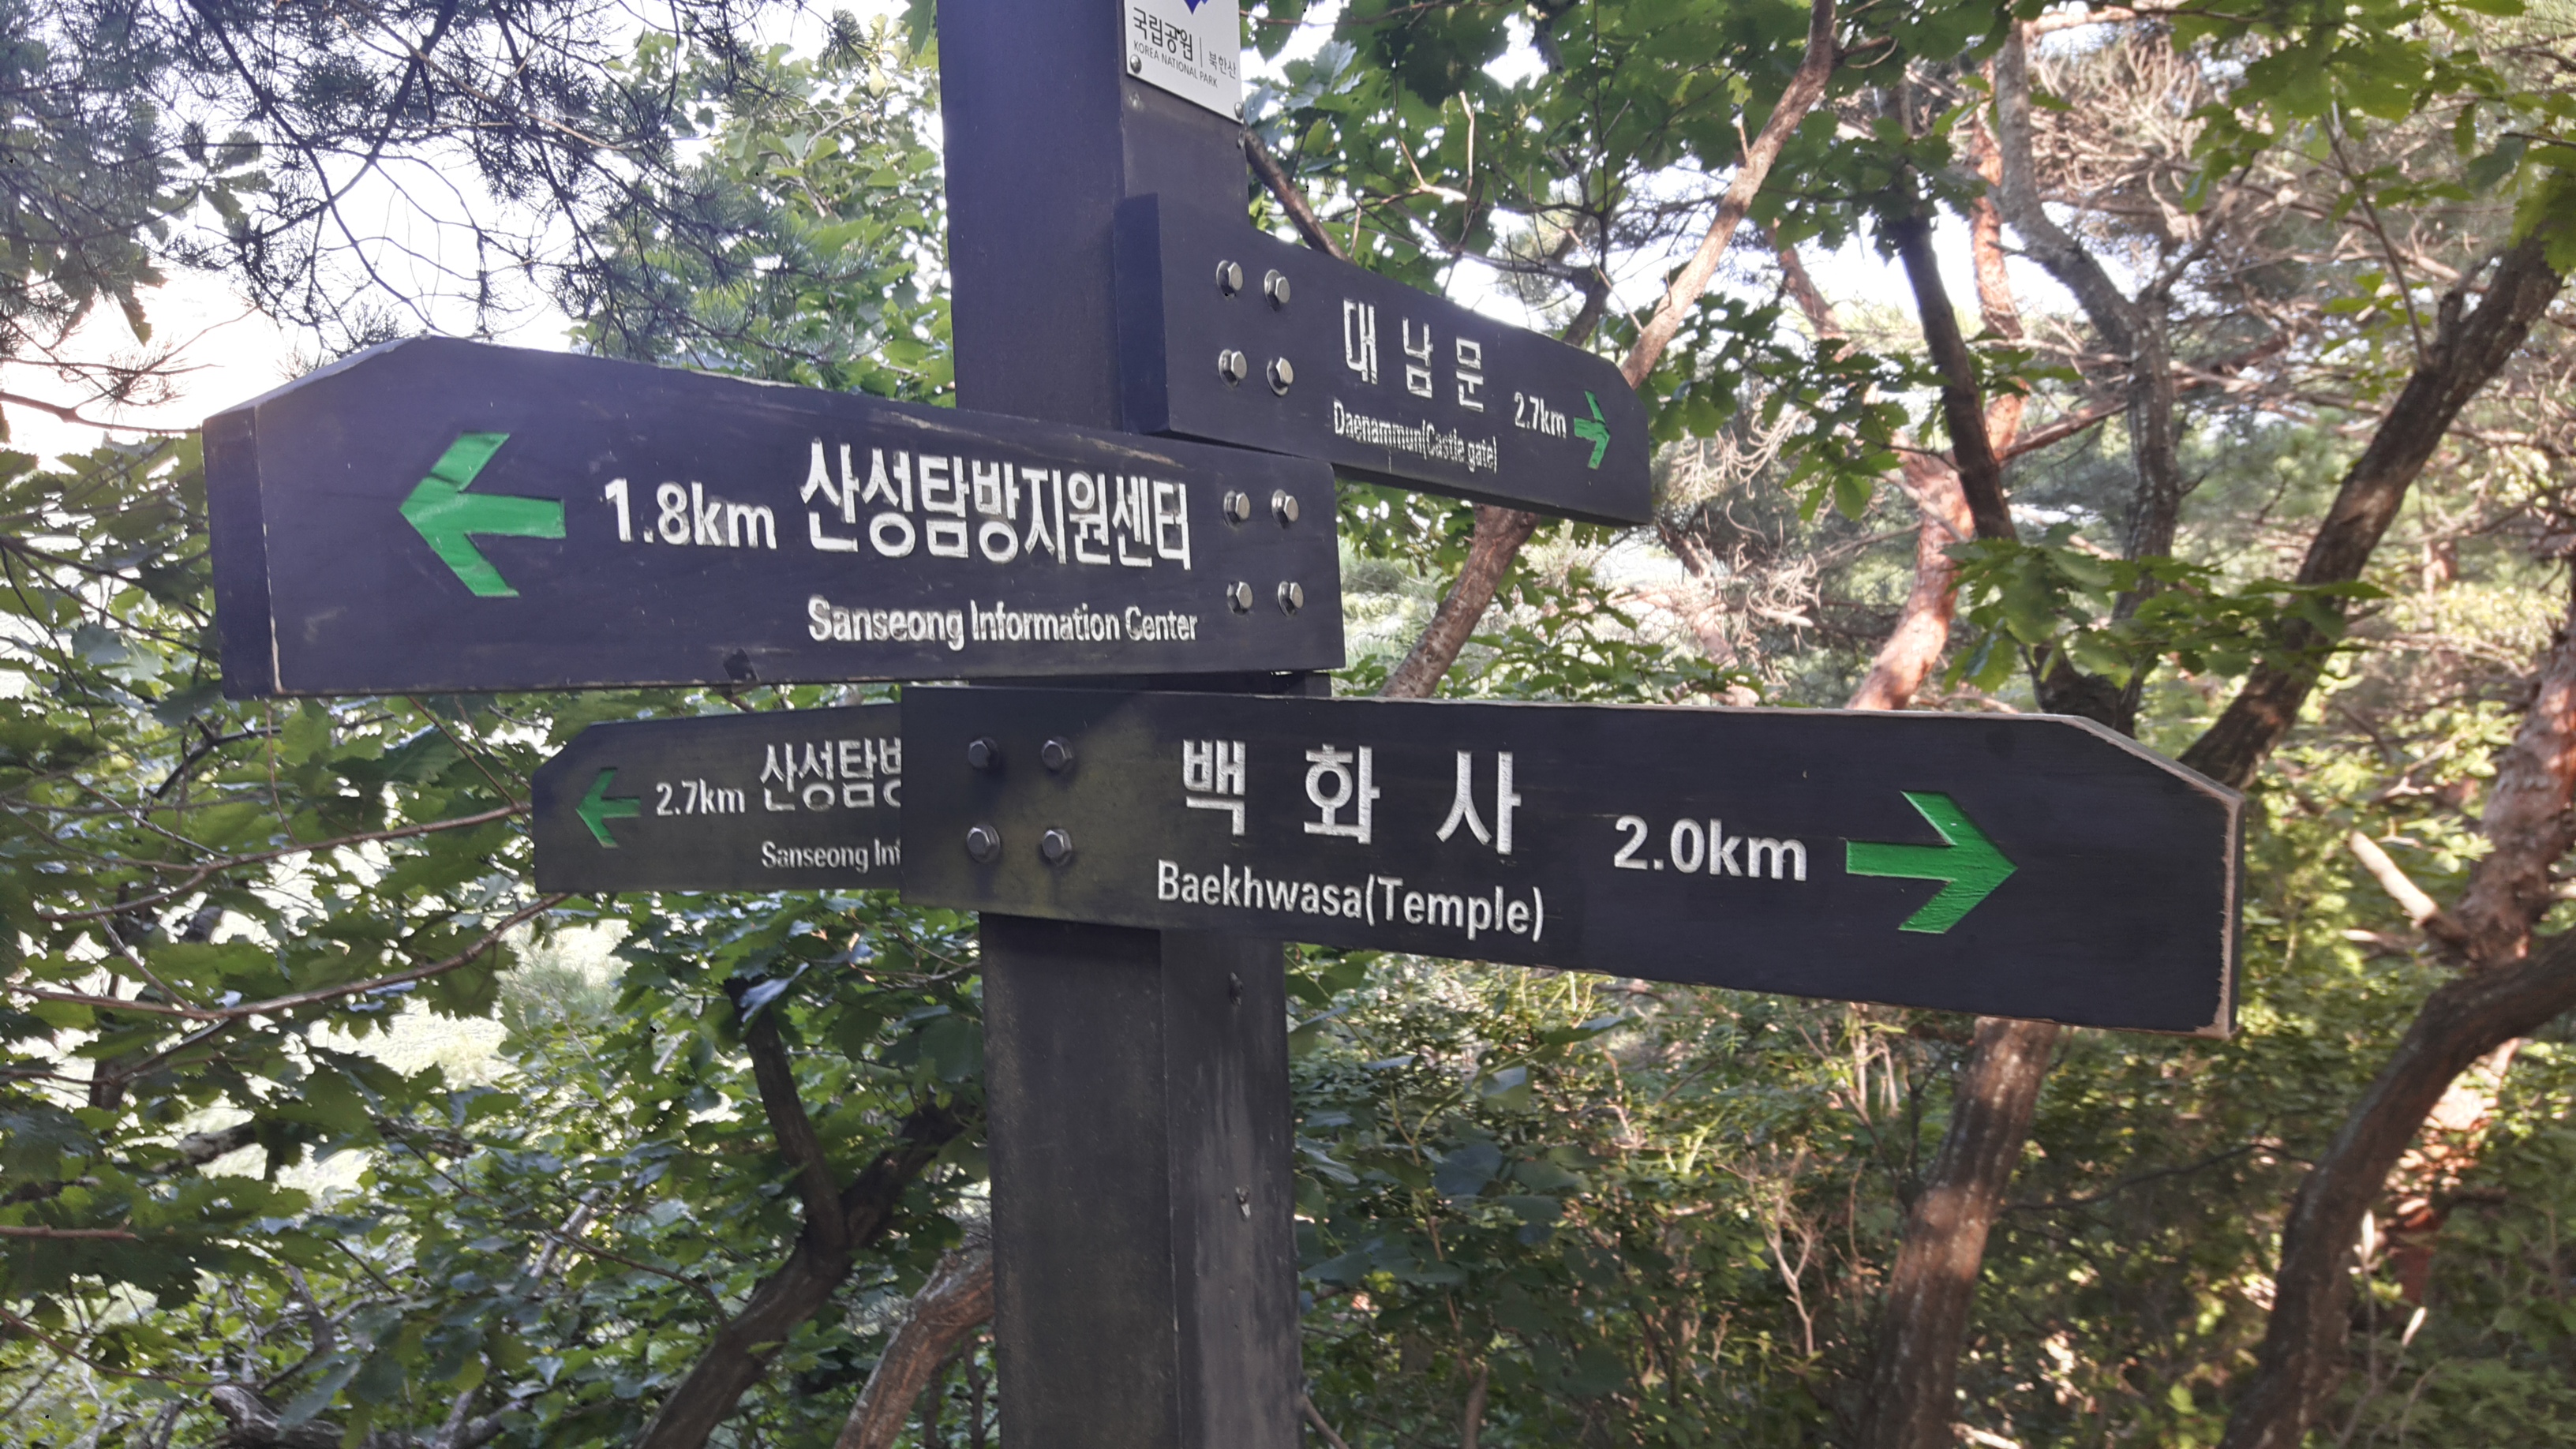 국립공원 | 북한산
KOREA NATIONAL PARK
대남문 2.7km
Daenammun(Castle gate)
1.8km 산성탐방지원센터
Sanseong Information Center
2.7km 산성탐방
Sanseong
백화사 2.0km
Baekhwasa(Temple)